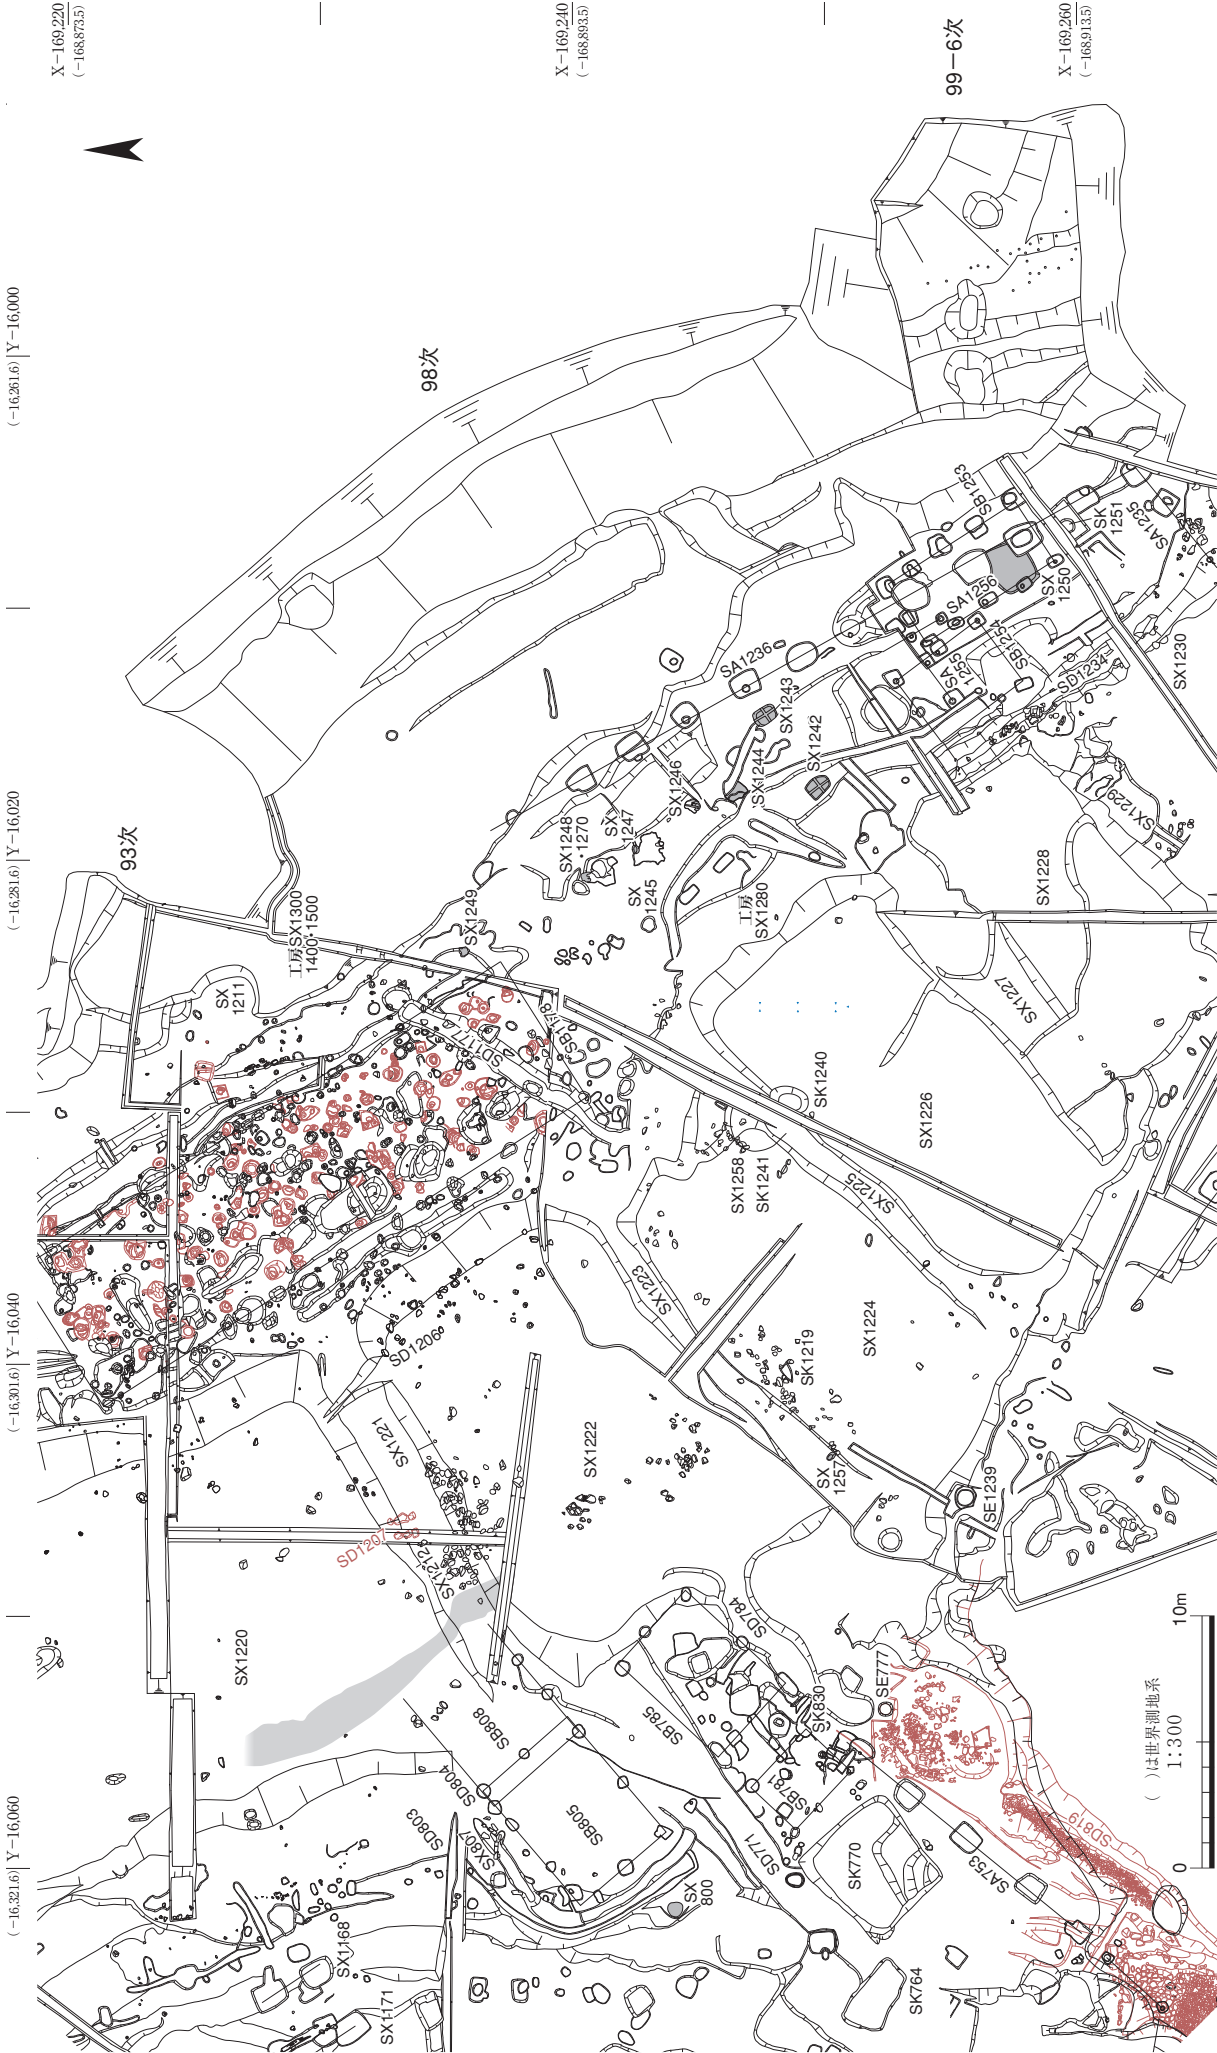 X−169,220
(−168,873.5)
X−169,240
(−168,893.5)
X−169,260
(−168,913.5)
99−6次
98次
93次
(−16,261.6) Y−16,000
(−16,281.6) Y−16,020
(−16,301.6) Y−16,040
(−16,321.6) Y−16,060
SB1253
SK
1251
SA1235
SA1256
SX
1250
SB1254
SA
1255
SD1234
SX1230
SA1236
SX1243
SX1242
SX1244
SX1246
SX
1247
SX1248
・1270
SX
1245
SX1229
SX1228
工房
SX1280
SX1249
工房SX1300
1400・1500
SX
1211
SD1117
SB1178
SX1227
SK1240
SX1226
SX1258
SK1241
SX1225
SX1223
SX1224
SK1219
SD1206
SX1221
SX1222
SX
1257
SE1239
SD1207
SX1212
SX1220
SD784
SB785
SB808
SD804
SD803
SX807
SB805
SX
800
SD771
SB781
SK830
SE777
SK770
SA753
SD819
SK764
SX1168
SX1171
( )は世界測地系
1:300
0
10m